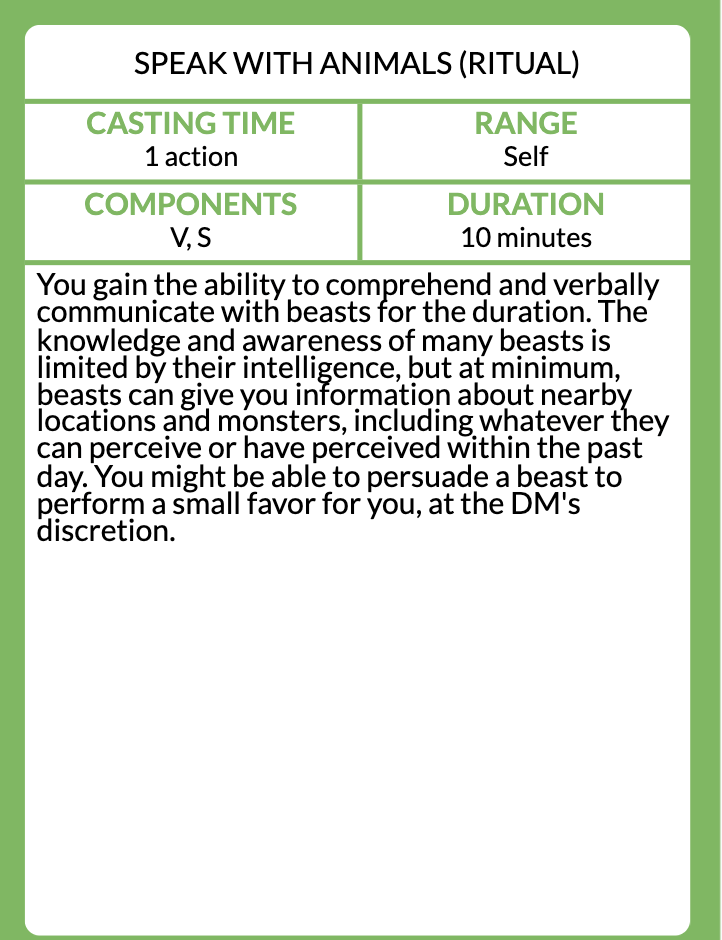 SPEAK WITH ANIMALS (RITUAL)
CASTING TIME
1 action
RANGE
Self
COMPONENTS
V, S
DURATION
10 minutes
You gain the ability to comprehend and verbally
communicate with beasts for the duration. The
knowledge and awareness of many beasts is
limited by their intelligence, but at minimum,
beasts can give you information about nearby
locations and monsters, including whatever they
can perceive or have perceived within the past
day. You might be able to persuade a beast to
perform a small favor for you, at the DM's
discretion.